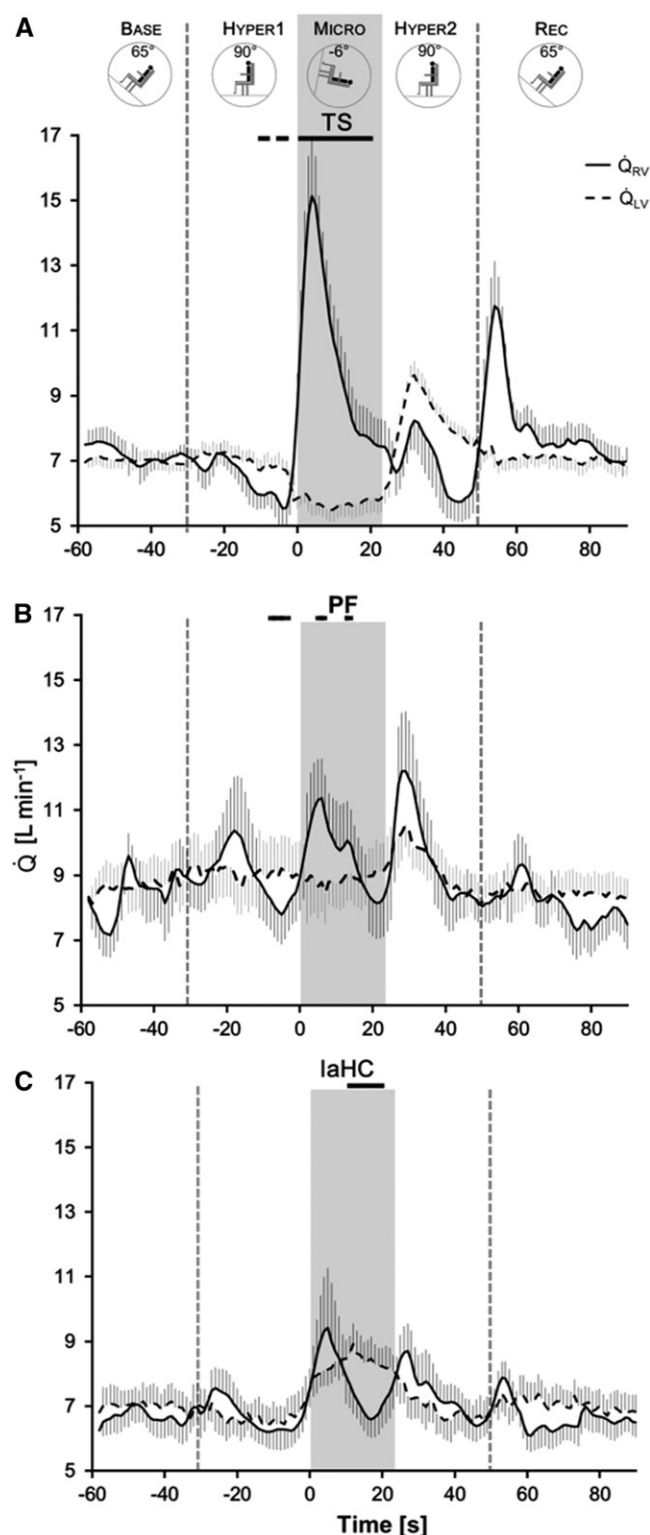 A
BASE HYPER1 MICRO HYPER2 REC
65° 90° -6° 90° 65°
TS
17
15
13
11
9
7
5
-60 -40 -20 0 20 40 60 80
Q̇RV
Q̇LV
B
PF
17
15
13
11
9
7
5
-60 -40 -20 0 20 40 60 80
Q̇ [L min-1]
C
IaHC
17
15
13
11
9
7
5
-60 -40 -20 0 20 40 60 80
Time [s]